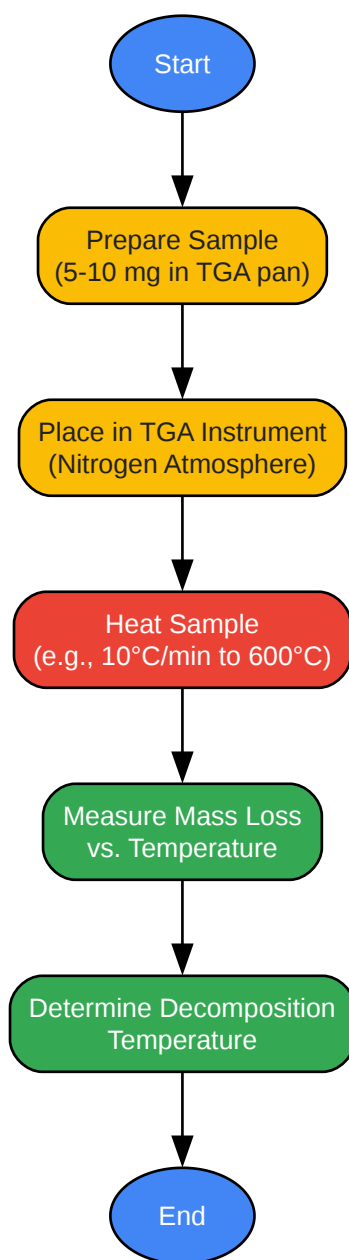 Start
Prepare Sample
(5-10 mg in TGA pan)
Place in TGA Instrument
(Nitrogen Atmosphere)
Heat Sample
(e.g., 10°C/min to 600°C)
Measure Mass Loss
vs. Temperature
Determine Decomposition
Temperature
End